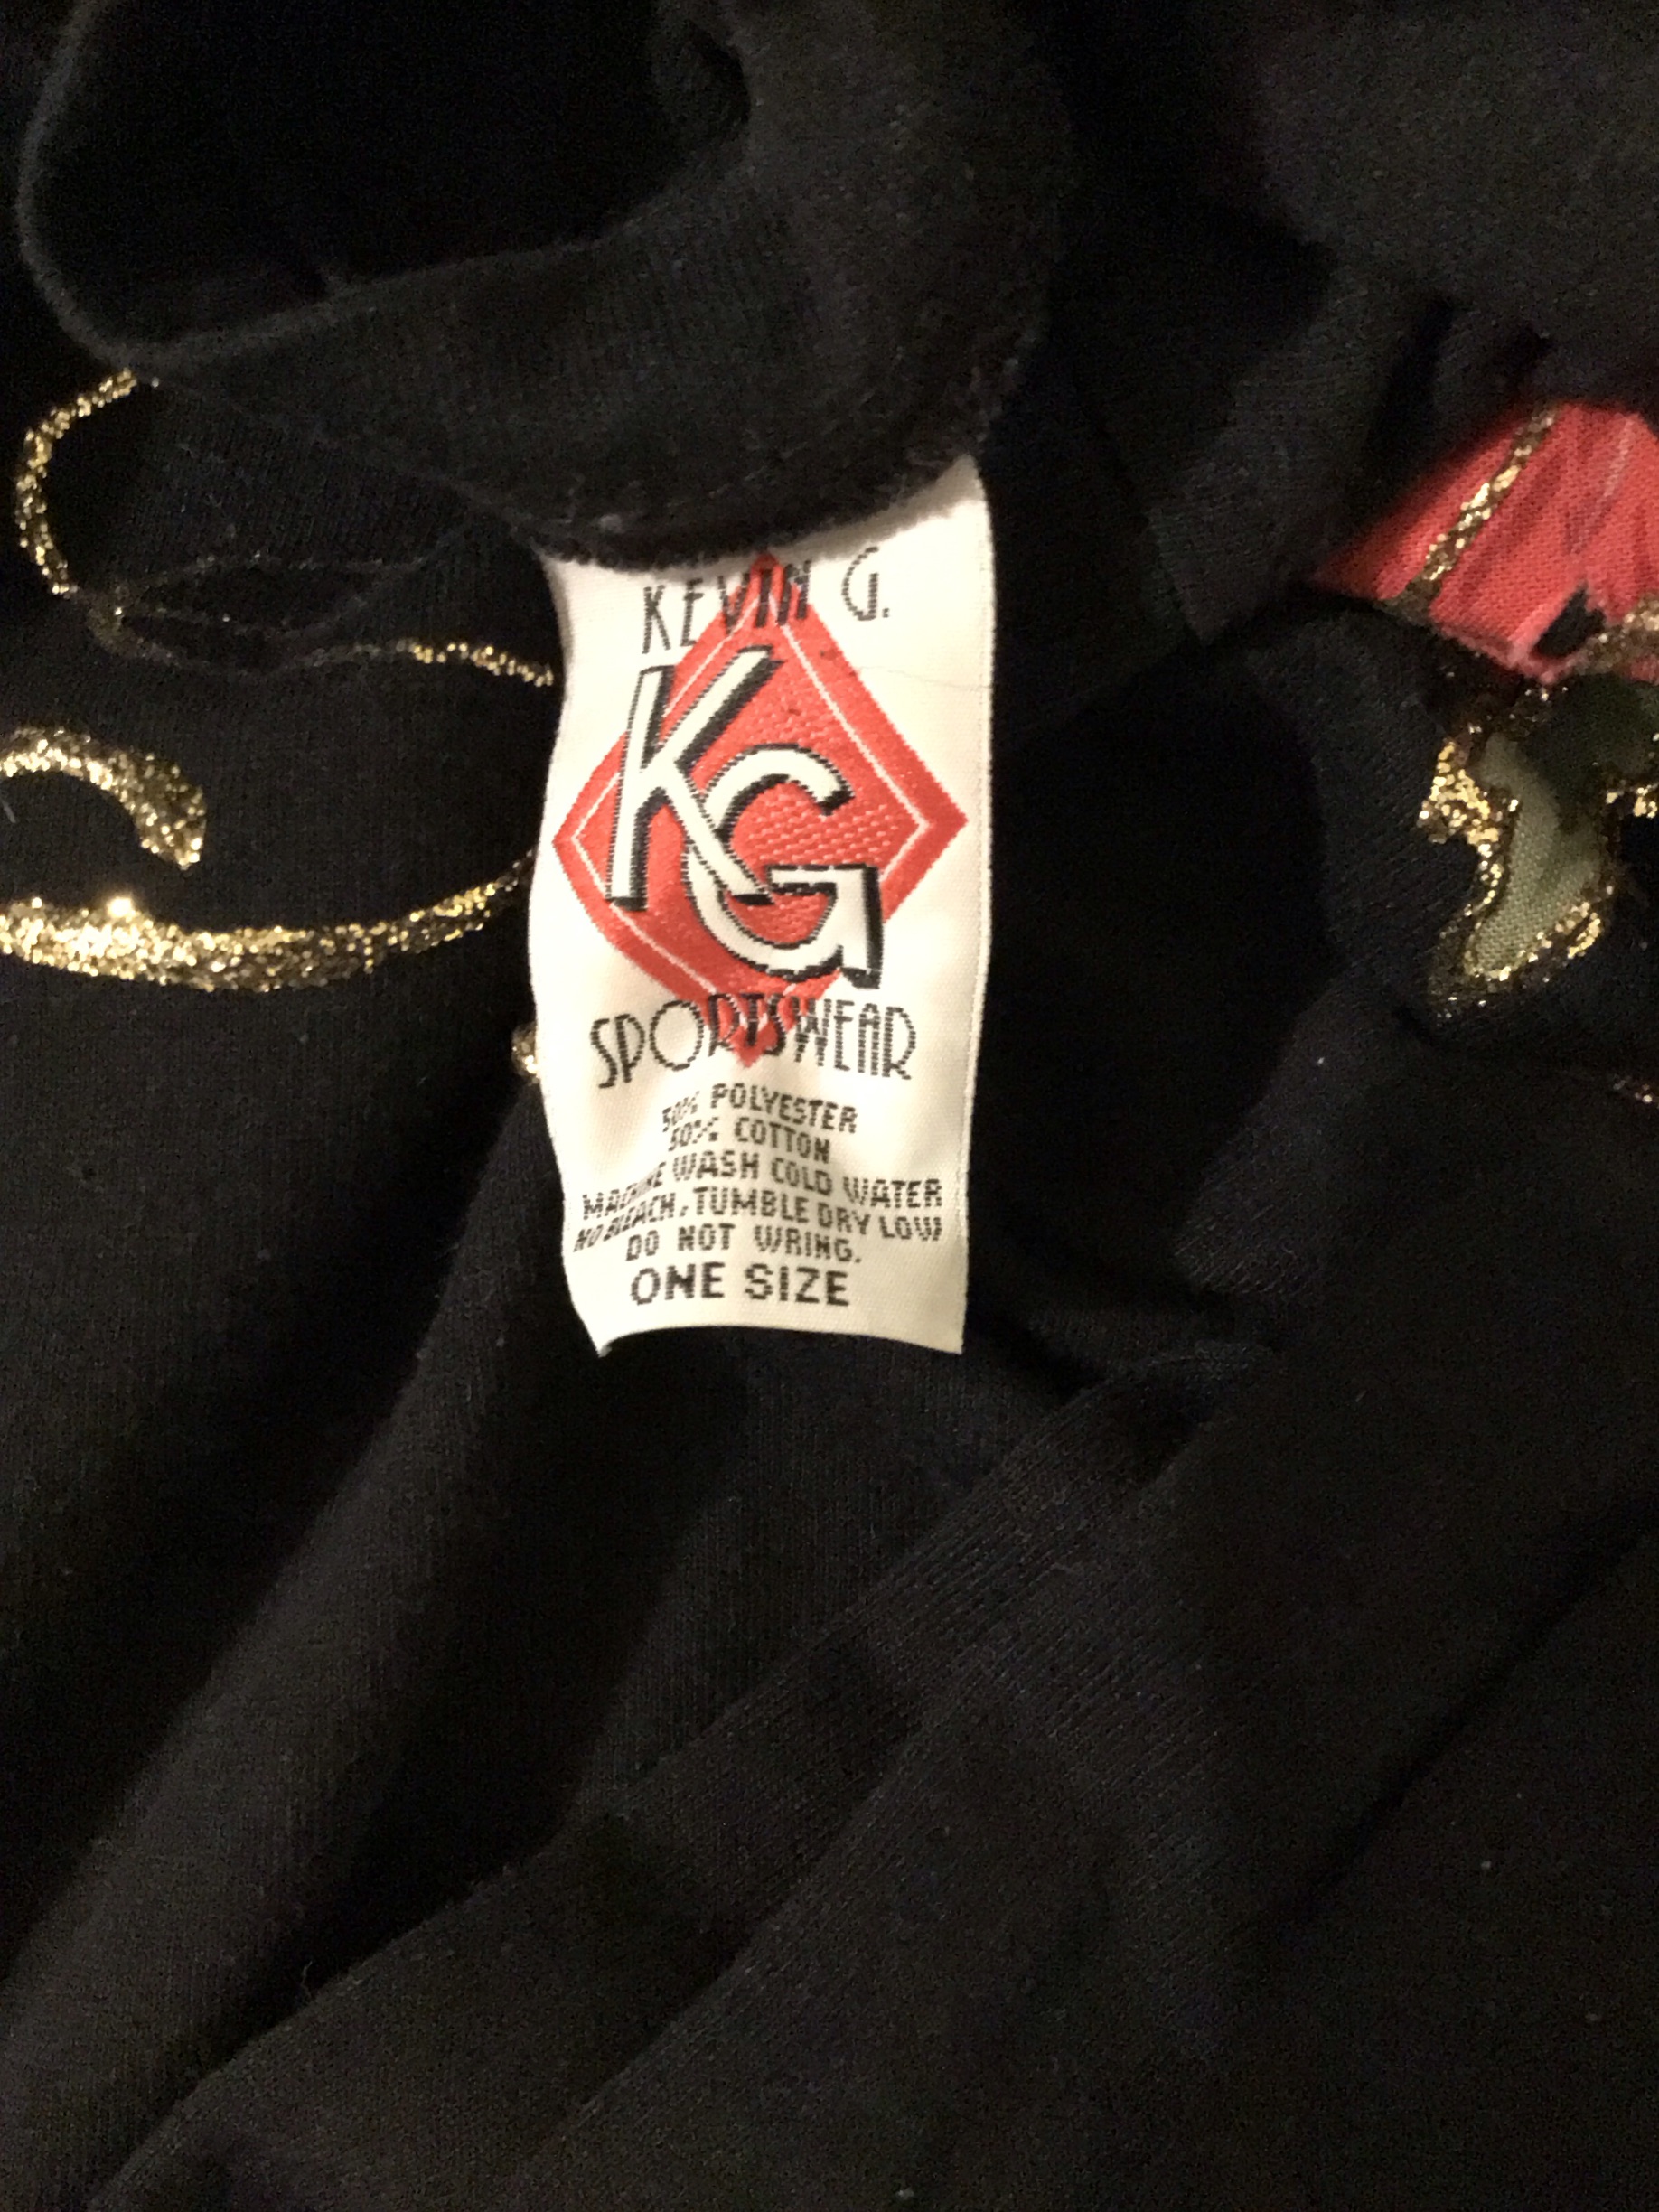 KEVIN G.
KG
SPORTSWEAR
50% POLYESTER
50% COTTON
MACHINE WASH COLD WATER
NO BLEACH, TUMBLE DRY LOW
DO NOT WRING.
ONE SIZE